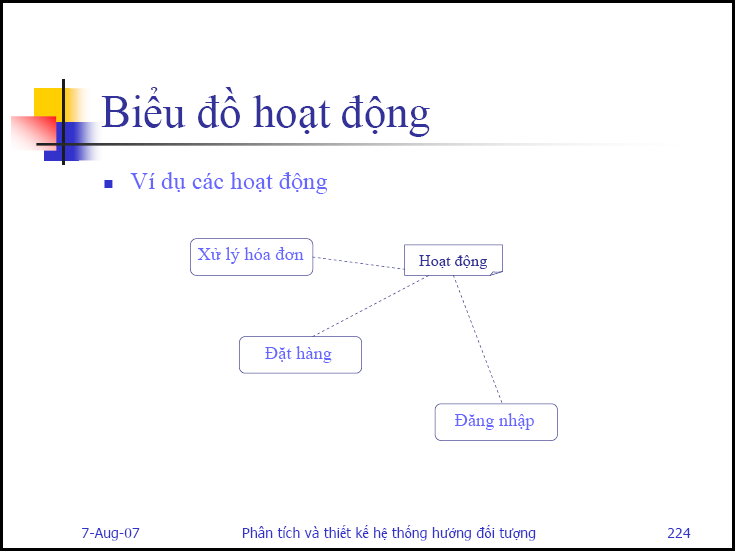 Biểu đồ hoạt động
Ví dụ các hoạt động
Xử lý hóa đơn
Hoạt động
Đặt hàng
Đăng nhập
7-Aug-07
Phân tích và thiết kế hệ thống hướng đối tượng
224